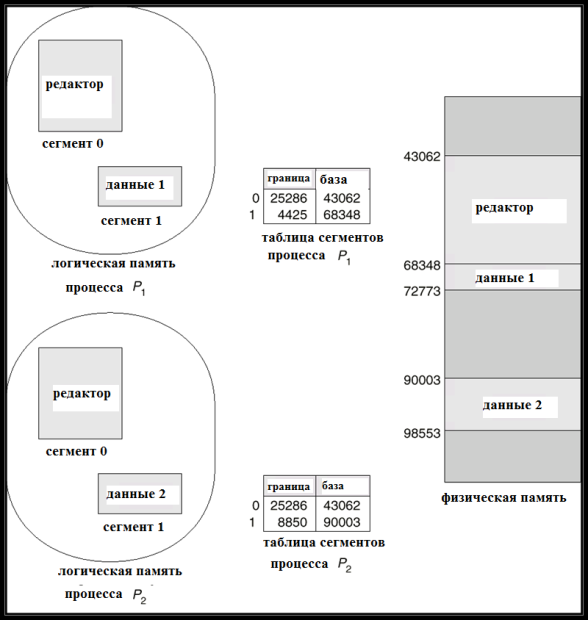 редактор
сегмент 0
данные 1
сегмент 1
логическая память
процесса P1
граница база
0 25286 43062
1 4425 68348
таблица сегментов
процесса P1
43062
редактор
68348
данные 1
72773
90003
данные 2
98553
физическая память
редактор
сегмент 0
данные 2
сегмент 1
логическая память
процесса P2
граница база
0 25286 43062
1 8850 90003
таблица сегментов
процесса P2